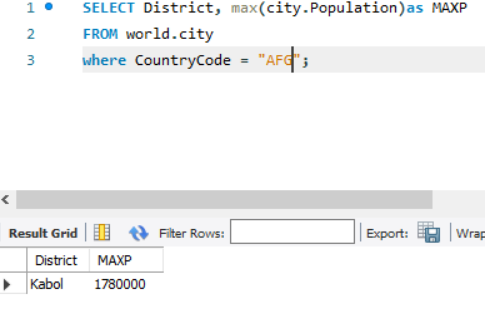 1 SELECT District, max(city.Population)as MAXP
2 FROM world.city
3 where CountryCode = "AFG";
Result Grid Filter Rows: Export: Wrap
District MAXP
Kabol 1780000